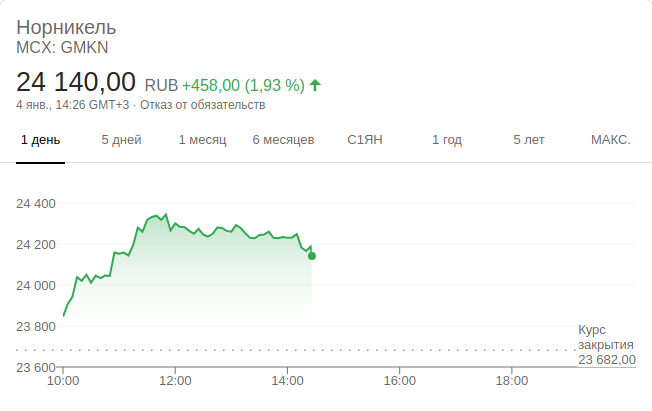 Норникель
MCX: GMKN
24 140,00 RUB +458,00 (1,93 %)
4 янв., 14:26 GMT+3 · Отказ от обязательств
1 день 5 дней 1 месяц 6 месяцев С1ЯН 1 год 5 лет МАКС.
24 400
24 200
24 000
23 800
Курс
закрытия
23 682,00
23 600
10:00 12:00 14:00 16:00 18:00